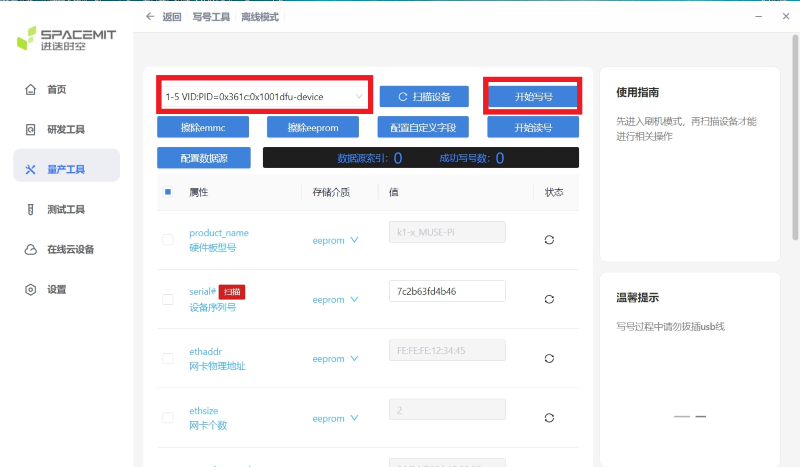 返回 写号工具 离线模式
SPACEMIT
进迭时空
首页
研发工具
量产工具
测试工具
在线云设备
设置
1-5 VID:PID=0x361c:0x1001dfu-device
扫描设备
开始写号
擦除emmc
擦除eeprom
配置自定义字段
开始读号
配置数据源
数据源索引: 0
成功写号数: 0
属性 存储介质 值 状态
product_name
硬件板型号
eeprom
k1-x_MUSE-Pi
serial# 扫描
设备序列号
eeprom
7c2b63fd4b46
ethaddr
网卡物理地址
eeprom
FE:FE:FE:12:34:45
ethsize
网卡个数
eeprom
2
使用指南
先进入刷机模式，再扫描设备才能
进行相关操作
温馨提示
写号过程中请勿拔插usb线